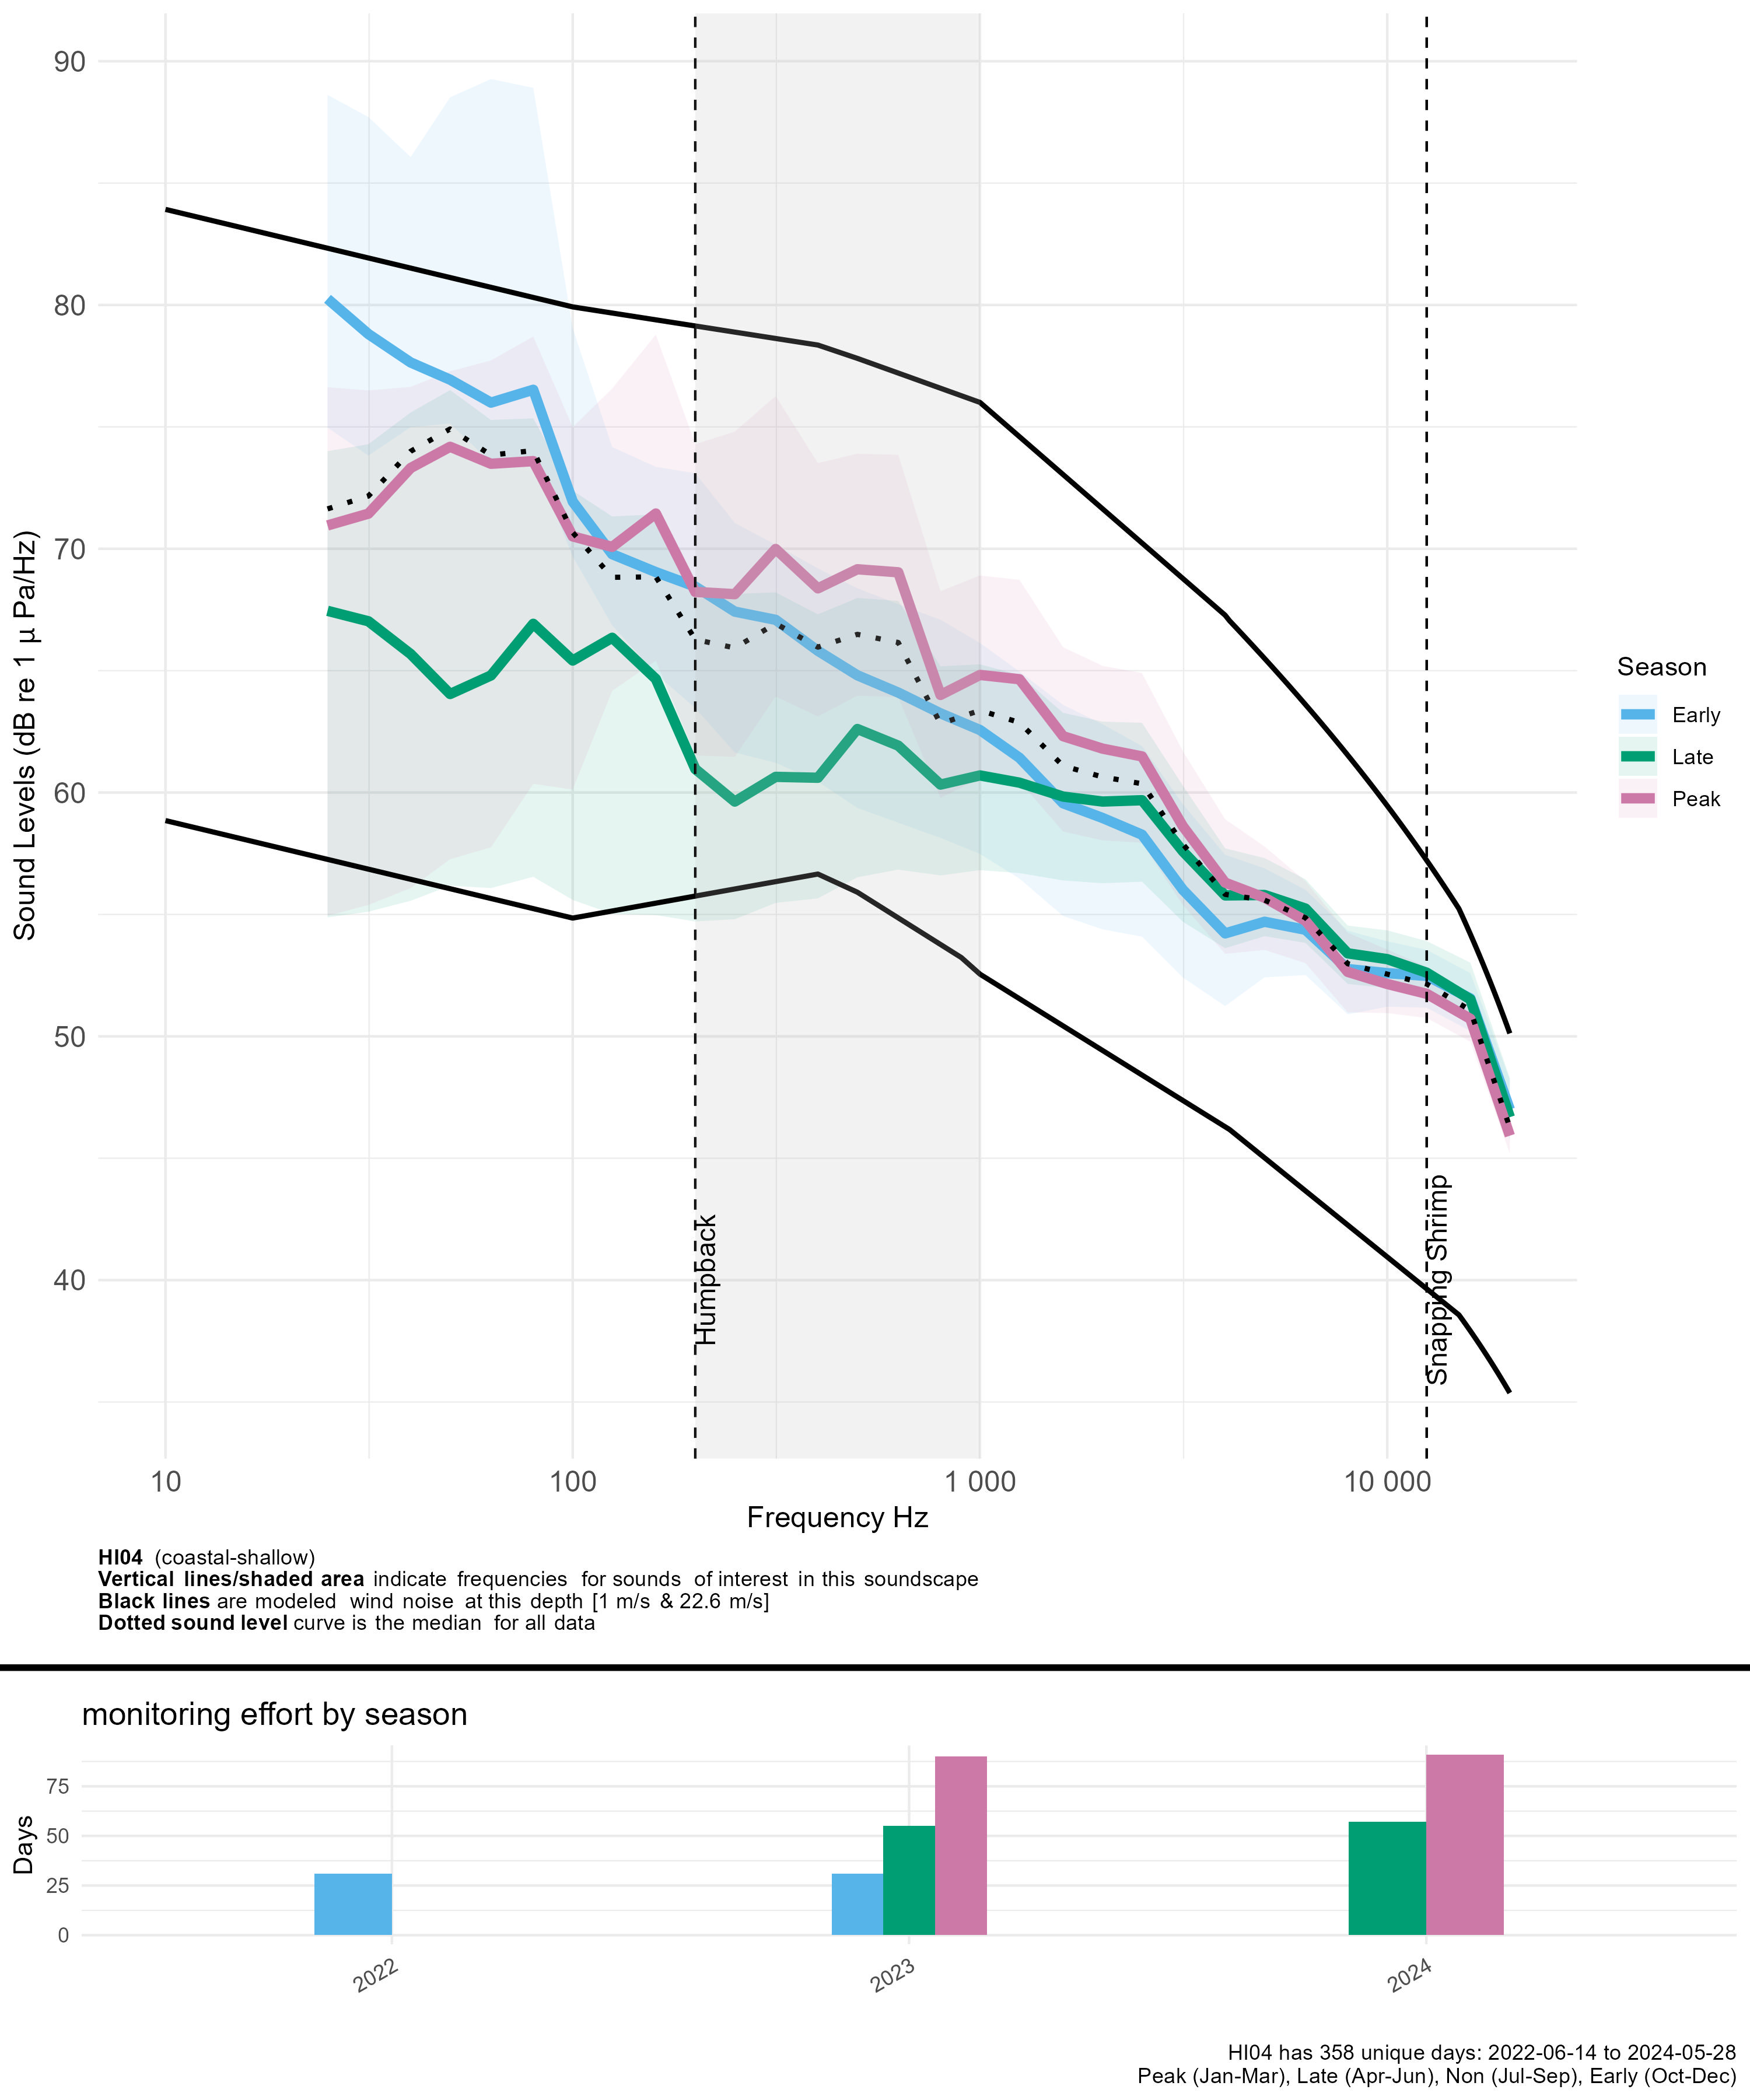 90
80
70
60
50
40
Sound Levels (dB re 1 µ Pa/Hz)
Humpback
Snapping Shrimp
10
100
1 000
10 000
Frequency Hz
Season
Early
Late
Peak
HI04 (coastal-shallow)
Vertical lines/shaded area indicate frequencies for sounds of interest in this soundscape
Black lines are modeled wind noise at this depth [1 m/s & 22.6 m/s]
Dotted sound level curve is the median for all data
monitoring effort by season
75
50
25
0
Days
2022
2023
2024
HI04 has 358 unique days: 2022-06-14 to 2024-05-28
Peak (Jan-Mar), Late (Apr-Jun), Non (Jul-Sep), Early (Oct-Dec)